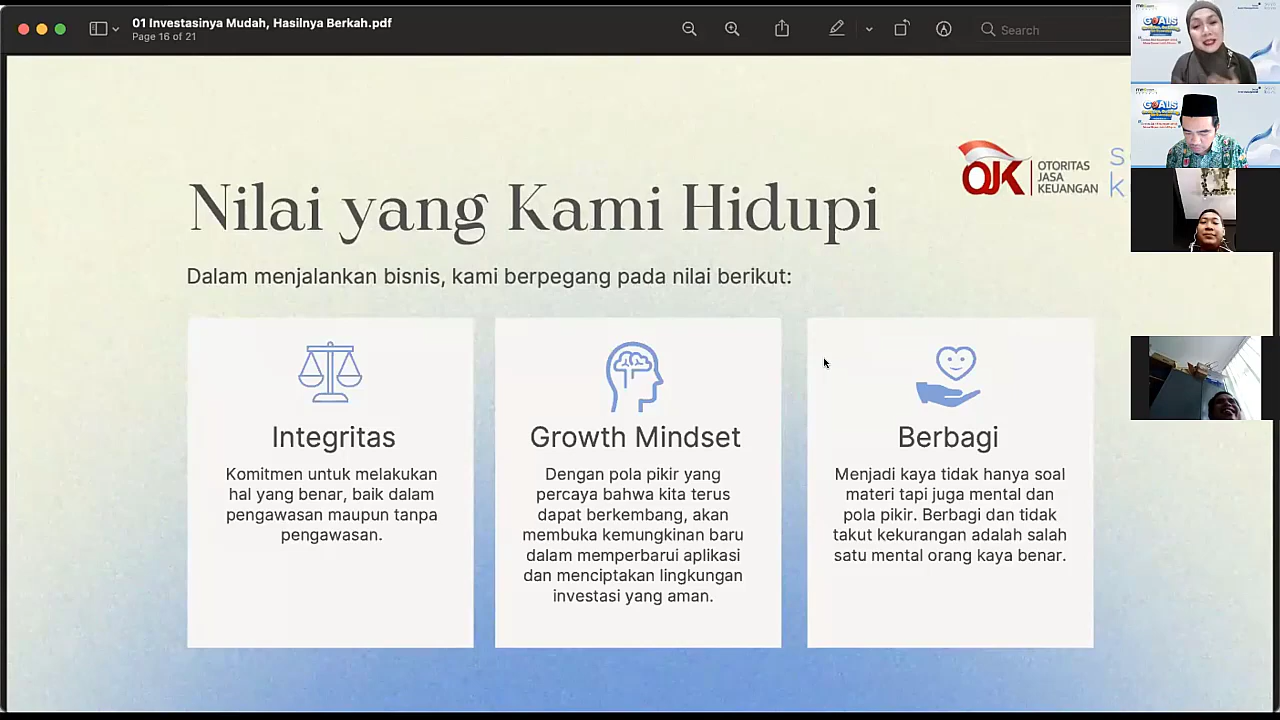 01 Investasinya Mudah, Hasilnya Berkah.pdf
Page 16 of 21
Search
GOALS
GOALS
OJK
OTORITAS
JASA
KEUANGAN
Nilai yang Kami Hidupi
Dalam menjalankan bisnis, kami berpegang pada nilai berikut:
Integritas
Komitmen untuk melakukan
hal yang benar, baik dalam
pengawasan maupun tanpa
pengawasan.
Growth Mindset
Dengan pola pikir yang
percaya bahwa kita terus
dapat berkembang, akan
membuka kemungkinan baru
dalam memperbarui aplikasi
dan menciptakan lingkungan
investasi yang aman.
Berbagi
Menjadi kaya tidak hanya soal
materi tapi juga mental dan
pola pikir. Berbagi dan tidak
takut kekurangan adalah salah
satu mental orang kaya benar.